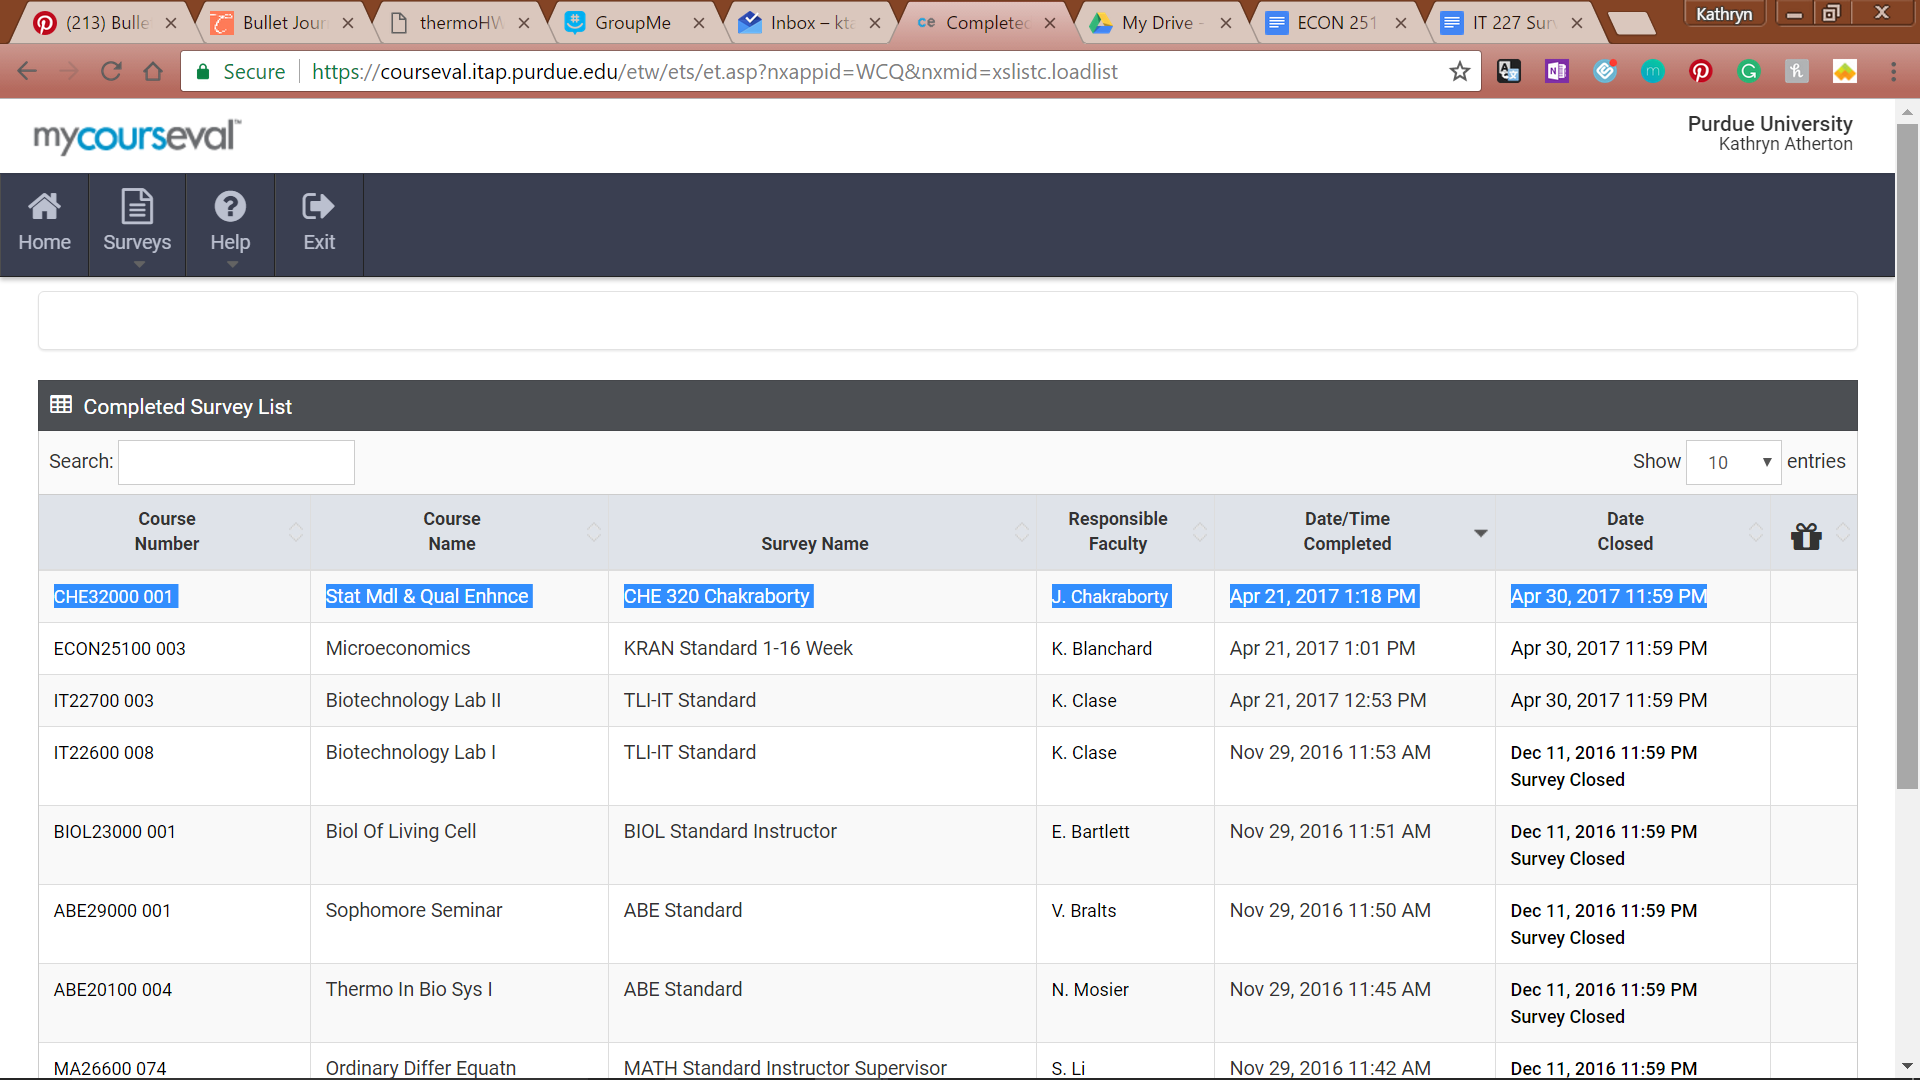 (213) Bulle
Bullet Jour
thermoHW
GroupMe
Inbox – kta
ce Completed
My Drive -
ECON 251
IT 227 Sur
Kathryn
Secure https://courseval.itap.purdue.edu/etw/ets/et.asp?nxappid=WCQ&nxmid=xslistc.loadlist
mycourseval™
Purdue University
Kathryn Atherton
Home Surveys Help Exit
Completed Survey List
Search:
Show 10 entries
Course Number Course Name Survey Name Responsible Faculty Date/Time Completed Date Closed
CHE32000 001 Stat Mdl & Qual Enhnce CHE 320 Chakraborty J. Chakraborty Apr 21, 2017 1:18 PM Apr 30, 2017 11:59 PM
ECON25100 003 Microeconomics KRAN Standard 1-16 Week K. Blanchard Apr 21, 2017 1:01 PM Apr 30, 2017 11:59 PM
IT22700 003 Biotechnology Lab II TLI-IT Standard K. Clase Apr 21, 2017 12:53 PM Apr 30, 2017 11:59 PM
IT22600 008 Biotechnology Lab I TLI-IT Standard K. Clase Nov 29, 2016 11:53 AM Dec 11, 2016 11:59 PM
Survey Closed
BIOL23000 001 Biol Of Living Cell BIOL Standard Instructor E. Bartlett Nov 29, 2016 11:51 AM Dec 11, 2016 11:59 PM
Survey Closed
ABE29000 001 Sophomore Seminar ABE Standard V. Bralts Nov 29, 2016 11:50 AM Dec 11, 2016 11:59 PM
Survey Closed
ABE20100 004 Thermo In Bio Sys I ABE Standard N. Mosier Nov 29, 2016 11:45 AM Dec 11, 2016 11:59 PM
Survey Closed
MA26600 074 Ordinary Differ Equatn MATH Standard Instructor Supervisor S. Li Nov 29, 2016 11:42 AM Dec 11, 2016 11:59 PM